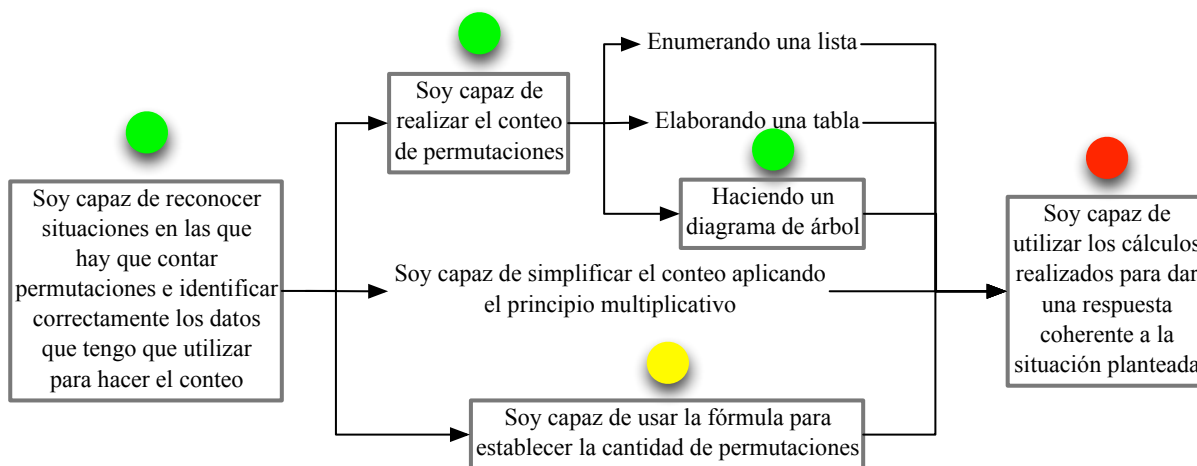 Soy capaz de reconocer
situaciones en las que
hay que contar
permutaciones e identificar
correctamente los datos
que tengo que utilizar
para hacer el conteo
Soy capaz de
realizar el conteo
de permutaciones
Enumerando una lista
Elaborando una tabla
Haciendo un
diagrama de árbol
Soy capaz de simplificar el conteo aplicando
el principio multiplicativo
Soy capaz de usar la fórmula para
establecer la cantidad de permutaciones
Soy capaz de
utilizar los cálculos
realizados para dar
una respuesta
coherente a la
situación planteada